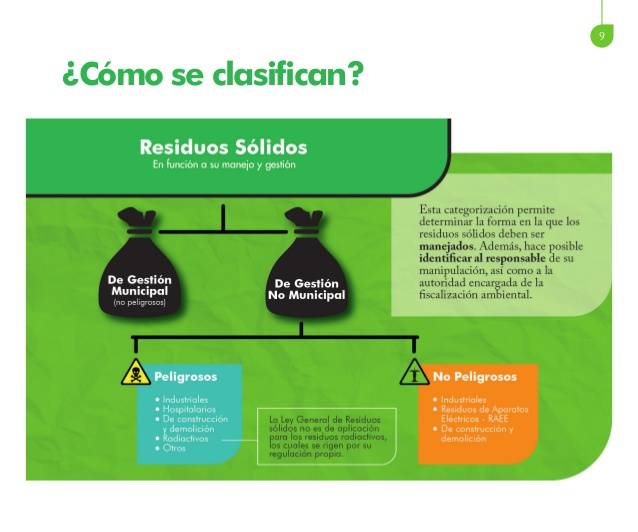 9
¿Cómo se clasifican?
Residuos Sólidos
En función a su manejo y gestión
Esta categorización permite
determinar la forma en la que los
residuos sólidos deben ser
manejados. Además, hace posible
identificar al responsable de su
manipulación, así como a la
autoridad encargada de la
fiscalización ambiental.
De Gestión
Municipal
(no peligrosos)
De Gestión
No Municipal
Peligrosos
• Industriales
• Hospitalarios
• De construcción
y demolición
• Radiactivos
• Otros
La Ley General de Residuos
sólidos no es de aplicación
para los residuos radiactivos,
los cuales se rigen por su
regulación propia.
No Peligrosos
• Industriales
• Residuos de Aparatos
Eléctricos - RAEE
• De construcción y
demolición